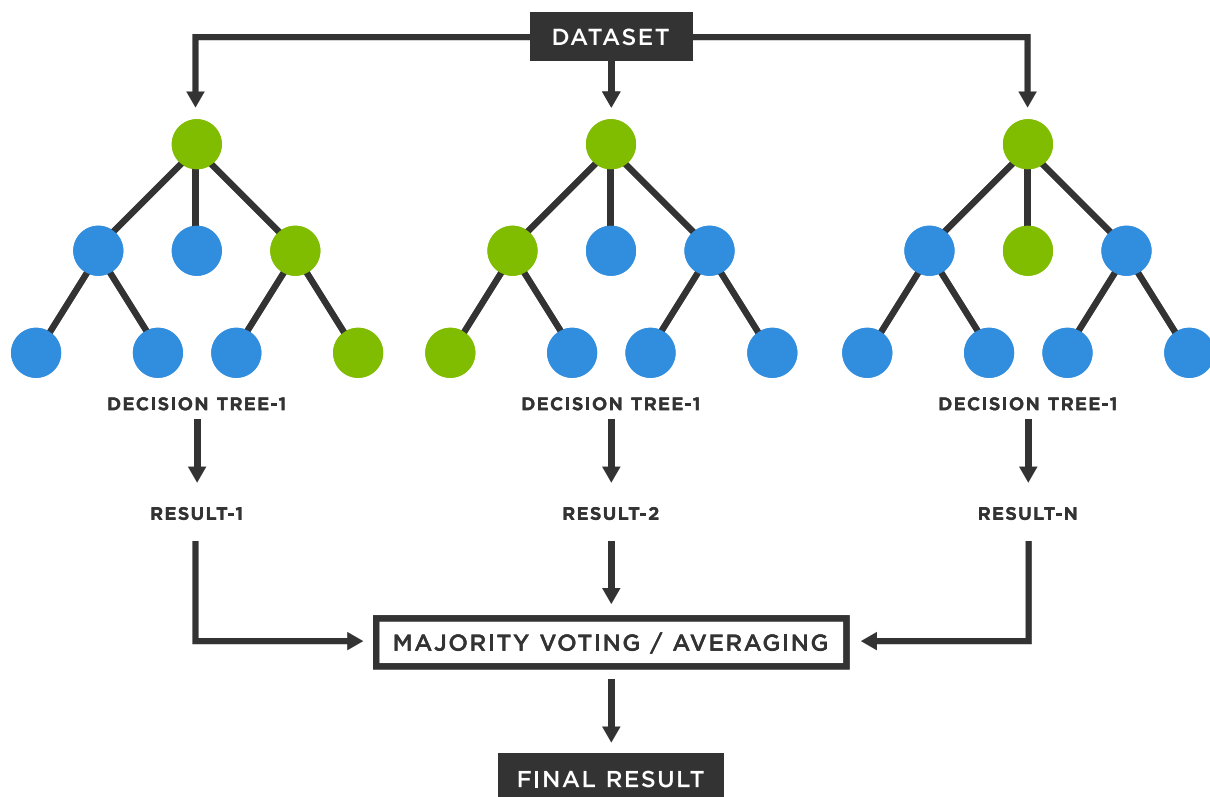 DATASET
DECISION TREE-1
DECISION TREE-1
DECISION TREE-1
RESULT-1
RESULT-2
RESULT-N
MAJORITY VOTING / AVERAGING
FINAL RESULT